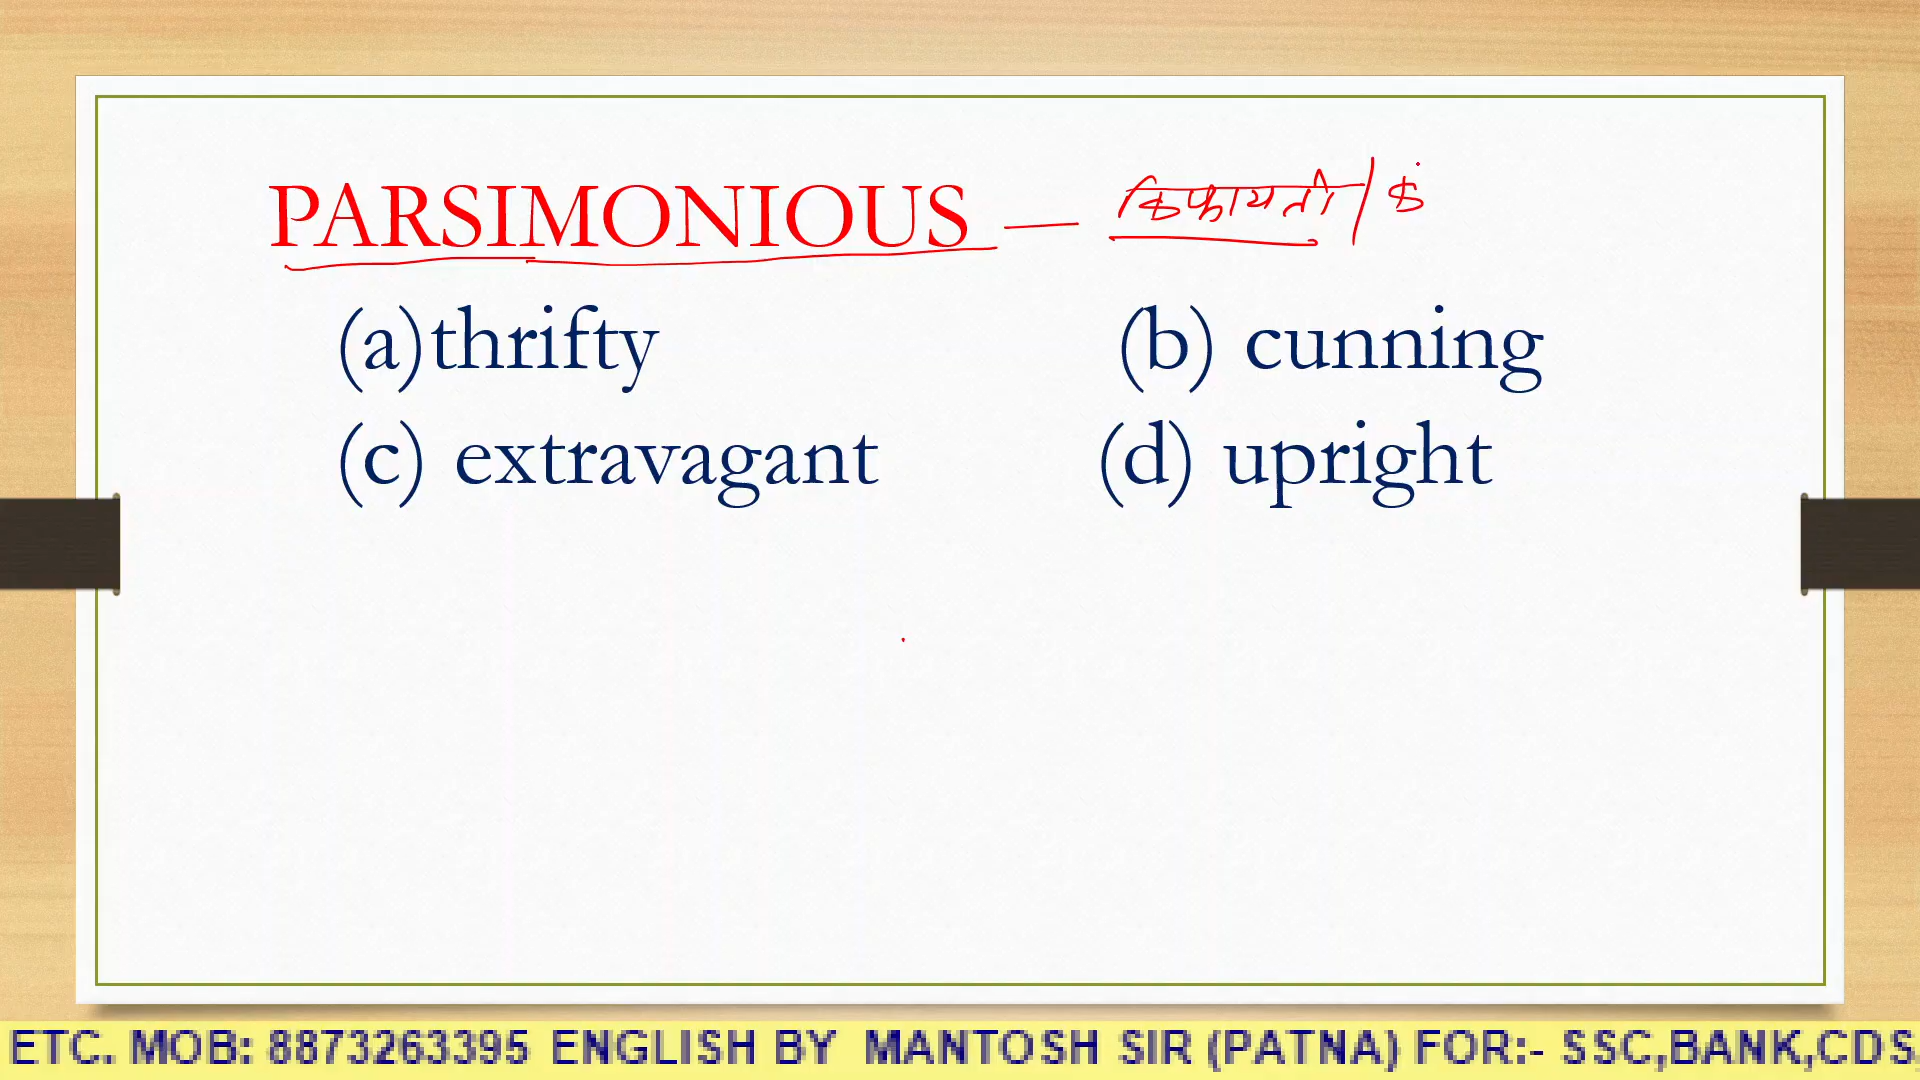 PARSIMONIOUS — किफायती / कं
(a)thrifty (b) cunning
(c) extravagant (d) upright
ETC. MOB: 8873263395 ENGLISH BY MANTOSH SIR (PATNA) FOR:- SSC,BANK,CDS,